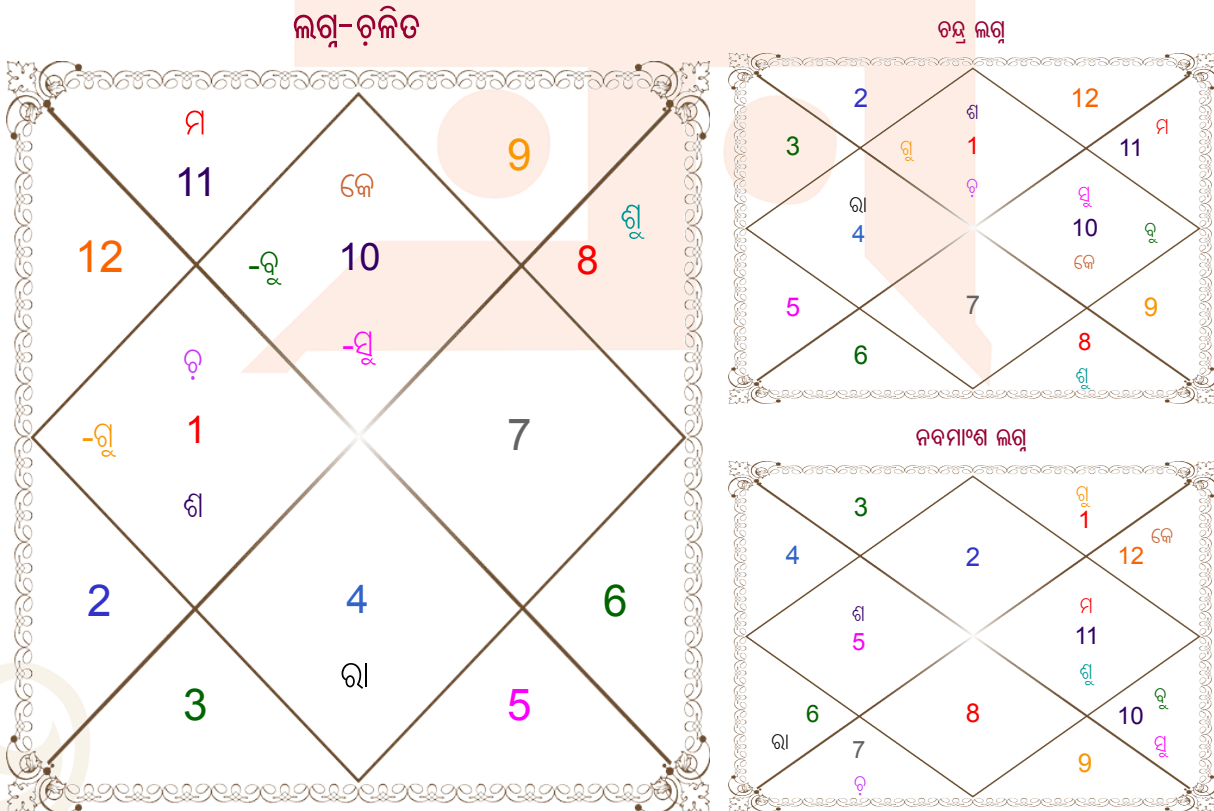 ଲଗ୍ନ-ଚଳିତ
ମ
11
9
କେ
10
-ବୁ
-ସୁ
12
ଶୁ
8
ଚ
-ଗୁ
1
ଶ
7
2
4
ରା
6
3
5
ଚନ୍ଦ୍ର ଲଗ୍ନ
2
12
ଶ
1
ଚ
ଗୁ
3
ମ
11
ରା
4
ସୁ
10
କେ
ବୁ
5
7
9
6
8
ଶୁ
ନବମାଂଶ ଲଗ୍ନ
3
ଗୁ
1
4
2
କେ
12
ଶ
5
ମ
11
ଶୁ
6
ରା
8
ବୁ
10
ସୁ
7
ଚ
9